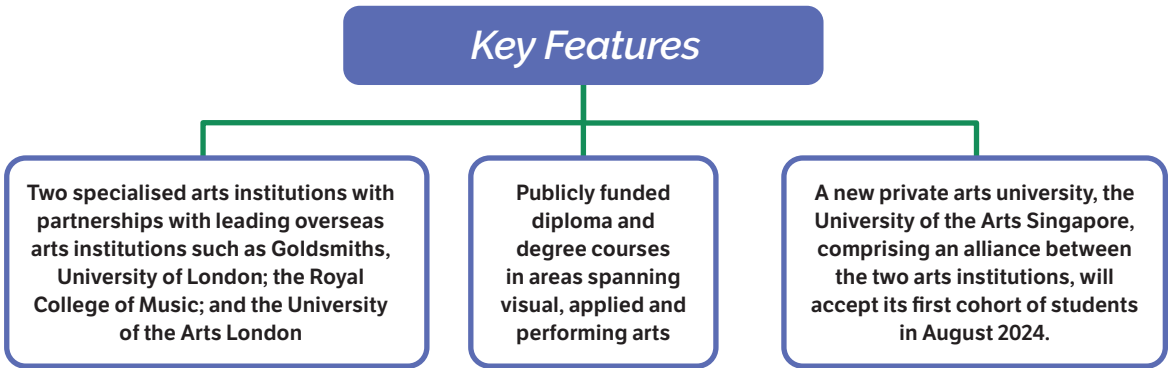 Key Features
Two specialised arts institutions with
partnerships with leading overseas
arts institutions such as Goldsmiths,
University of London; the Royal
College of Music; and the University
of the Arts London
Publicly funded
diploma and
degree courses
in areas spanning
visual, applied and
performing arts
A new private arts university, the
University of the Arts Singapore,
comprising an alliance between
the two arts institutions, will
accept its first cohort of students
in August 2024.